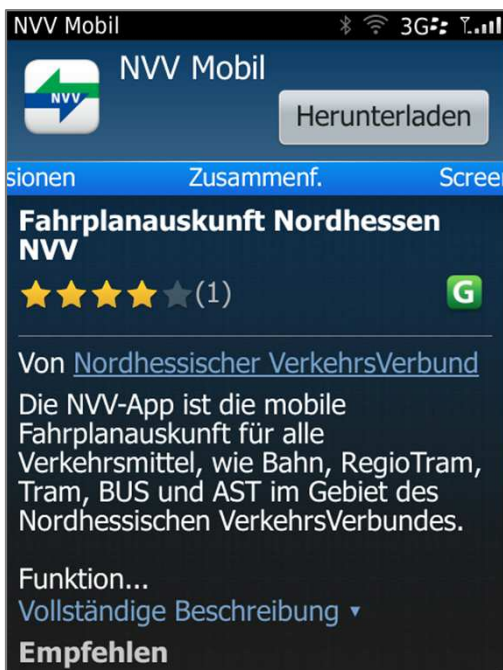 NVV Mobil 3G
NVV
NVV Mobil
Herunterladen
sionen Zusammenf. Screen
Fahrplanauskunft Nordhessen
NVV
(1)
G
Von Nordhessischer VerkehrsVerbund
Die NVV-App ist die mobile
Fahrplanauskunft für alle
Verkehrsmittel, wie Bahn, RegioTram,
Tram, BUS und AST im Gebiet des
Nordhessischen VerkehrsVerbundes.
Funktion...
Vollständige Beschreibung ▾
Empfehlen